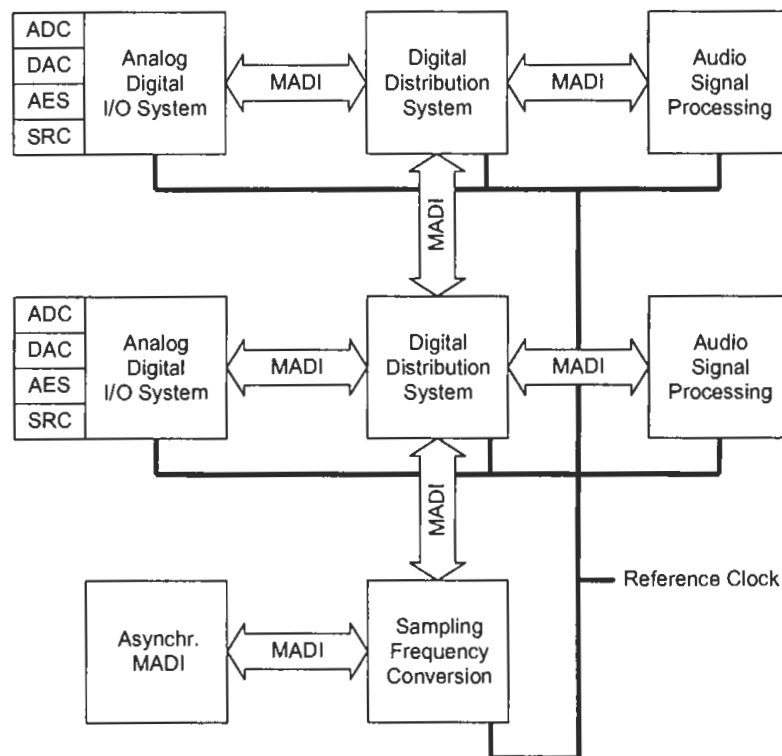 ADC
DAC
AES
SRC
Analog
Digital
I/O System
MADI
Digital
Distribution
System
MADI
Audio
Signal
Processing
MADI
ADC
DAC
AES
SRC
Analog
Digital
I/O System
MADI
Digital
Distribution
System
MADI
Audio
Signal
Processing
MADI
Reference Clock
Asynchr.
MADI
MADI
Sampling
Frequency
Conversion